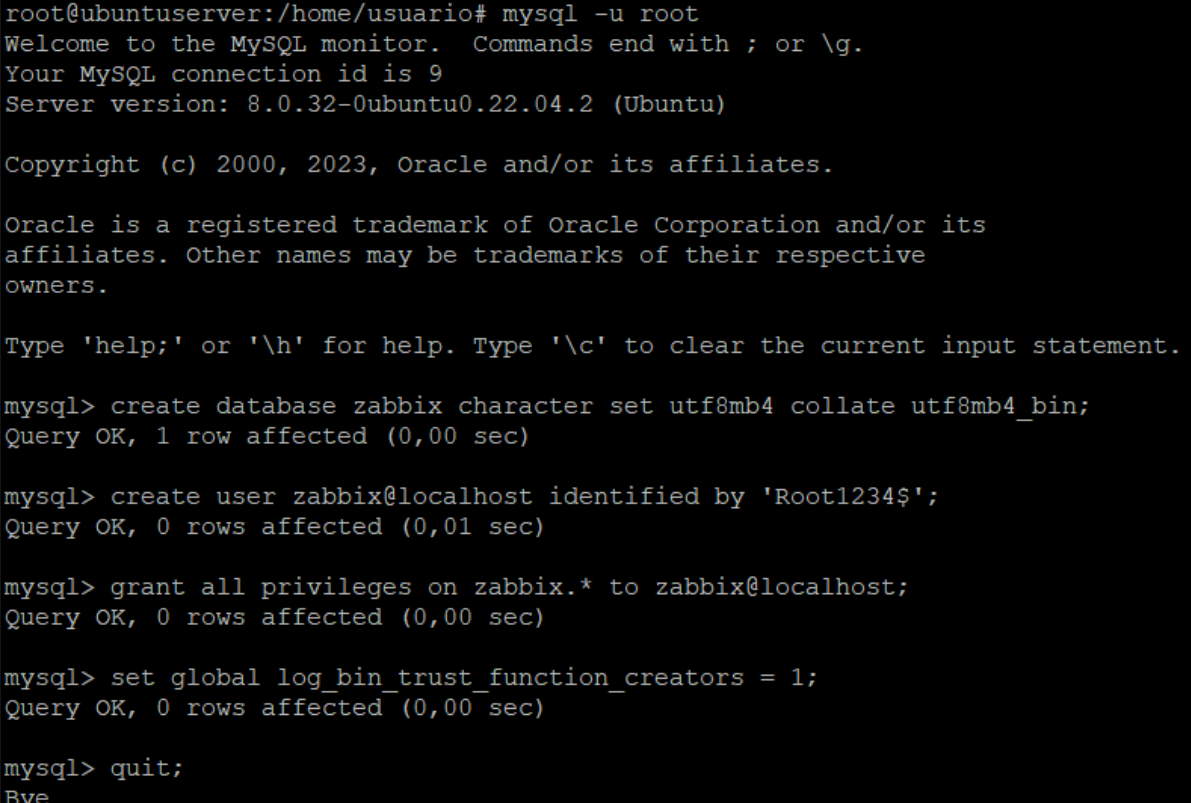 root@ubuntuserver:/home/usuario# mysql -u root
Welcome to the MySQL monitor.  Commands end with ; or \g.
Your MySQL connection id is 9
Server version: 8.0.32-0ubuntu0.22.04.2 (Ubuntu)
Copyright (c) 2000, 2023, Oracle and/or its affiliates.
Oracle is a registered trademark of Oracle Corporation and/or its
affiliates. Other names may be trademarks of their respective
owners.
Type 'help;' or '\h' for help. Type '\c' to clear the current input statement.
mysql> create database zabbix character set utf8mb4 collate utf8mb4_bin;
Query OK, 1 row affected (0,00 sec)
mysql> create user zabbix@localhost identified by 'Root1234$';
Query OK, 0 rows affected (0,01 sec)
mysql> grant all privileges on zabbix.* to zabbix@localhost;
Query OK, 0 rows affected (0,00 sec)
mysql> set global log_bin_trust_function_creators = 1;
Query OK, 0 rows affected (0,00 sec)
mysql> quit;
Bye